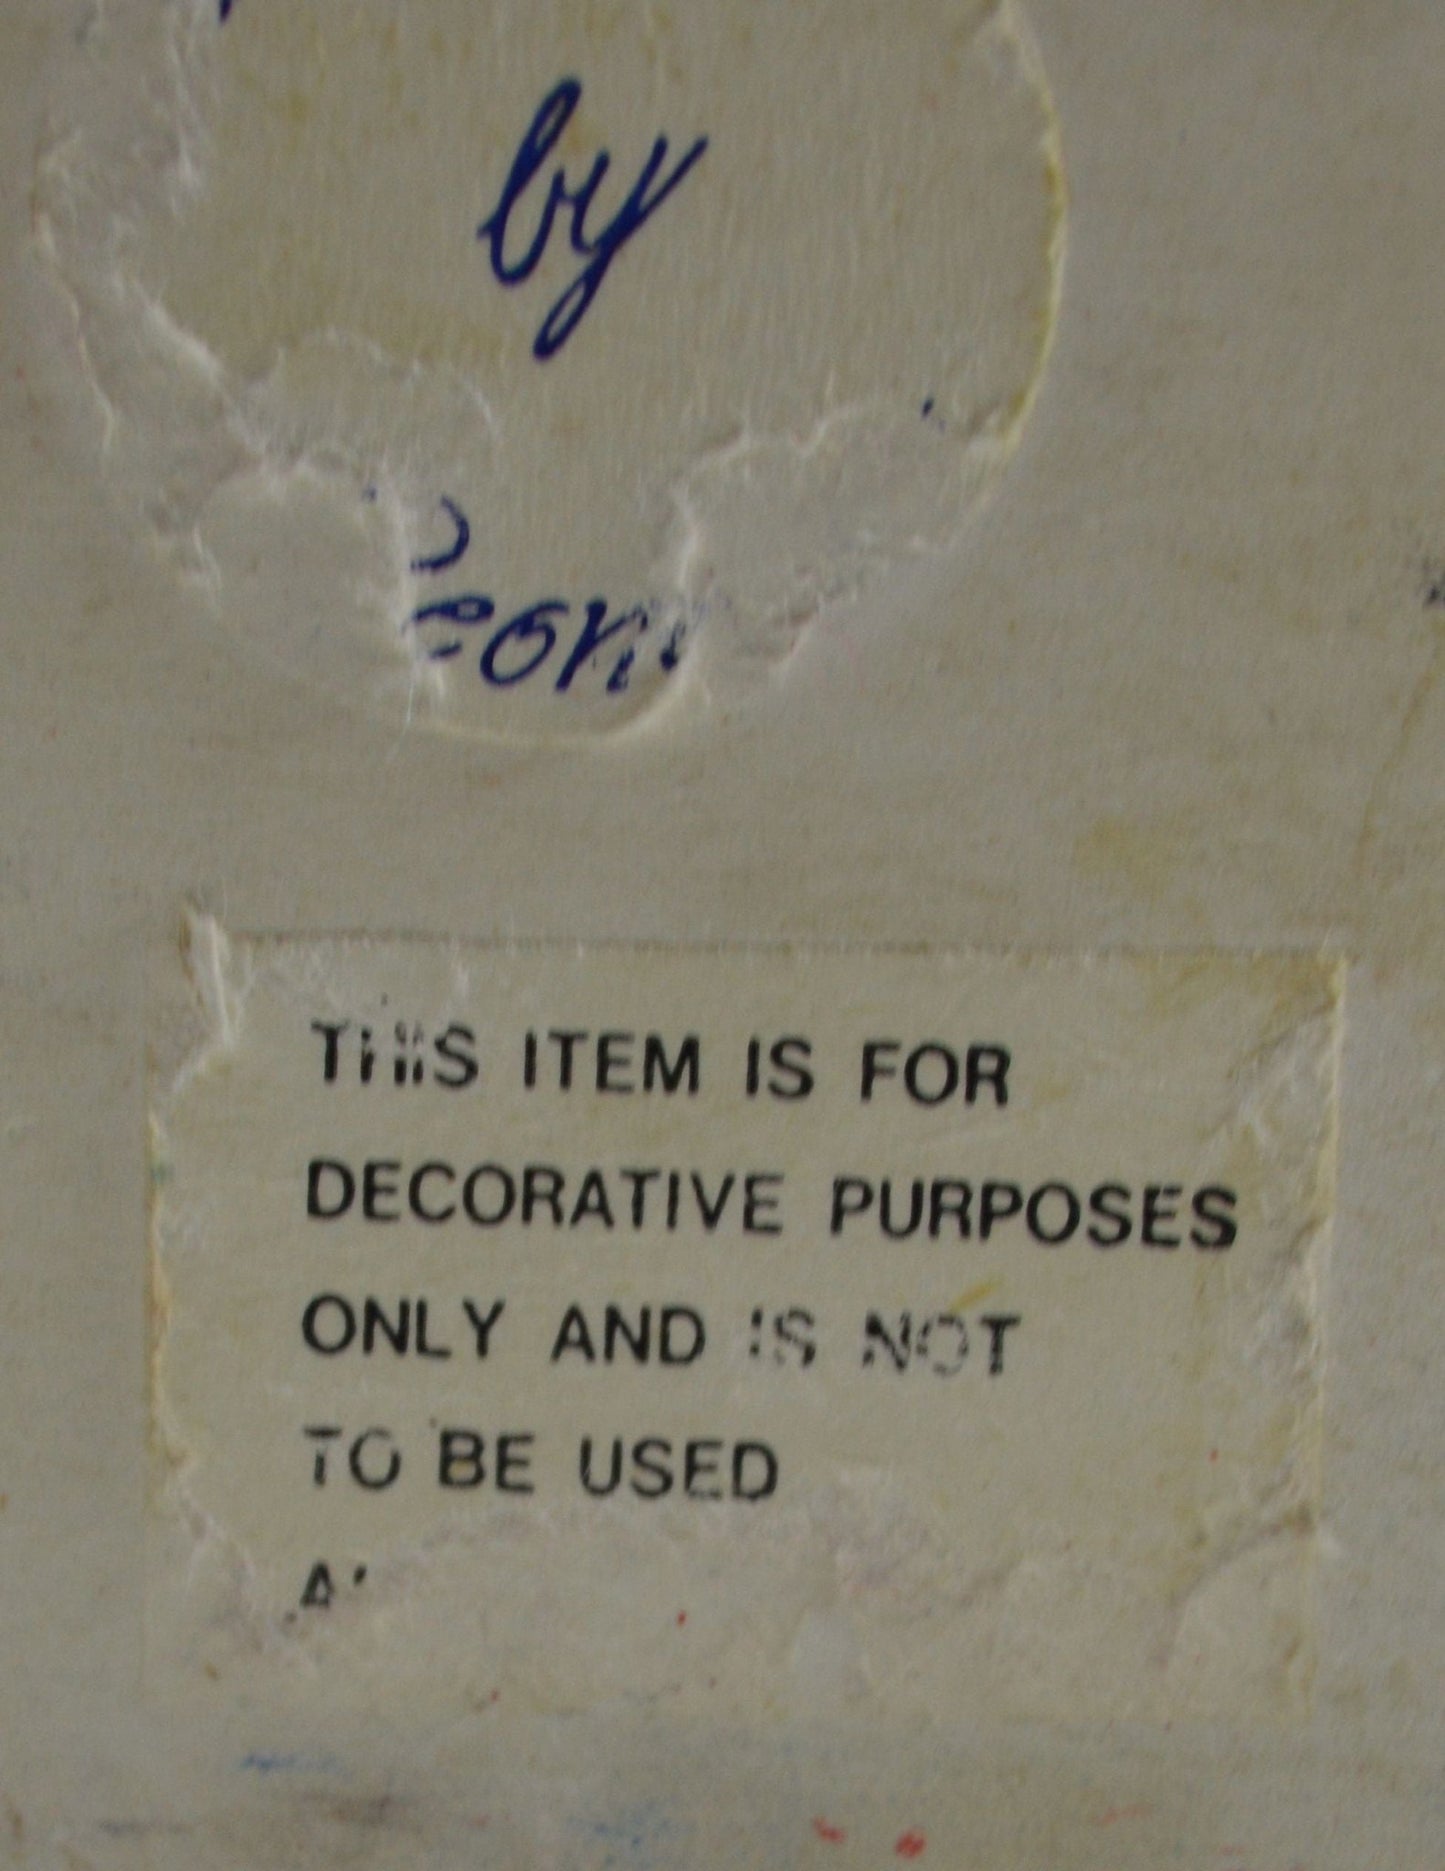 by
THIS ITEM IS FOR
DECORATIVE PURPOSES
ONLY AND IS NOT
TO BE USED